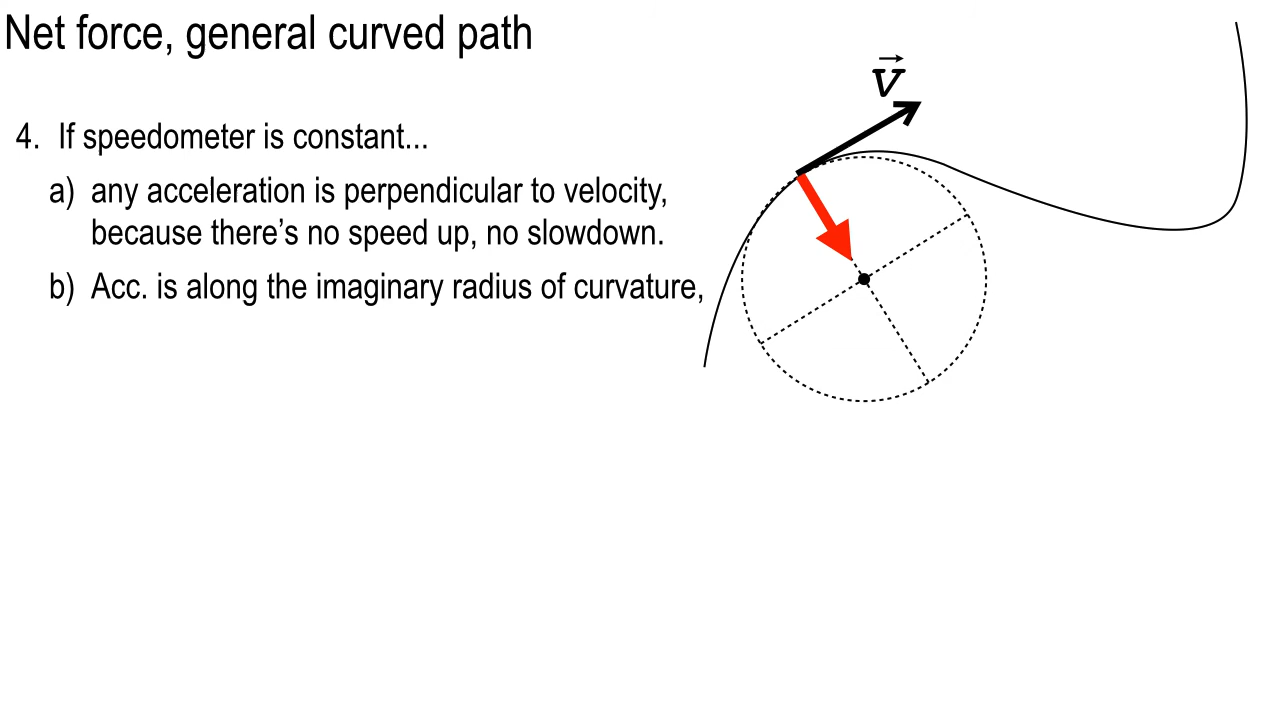 Net force, general curved path
v⃗
4. If speedometer is constant...
a) any acceleration is perpendicular to velocity,
because there’s no speed up, no slowdown.
b) Acc. is along the imaginary radius of curvature,